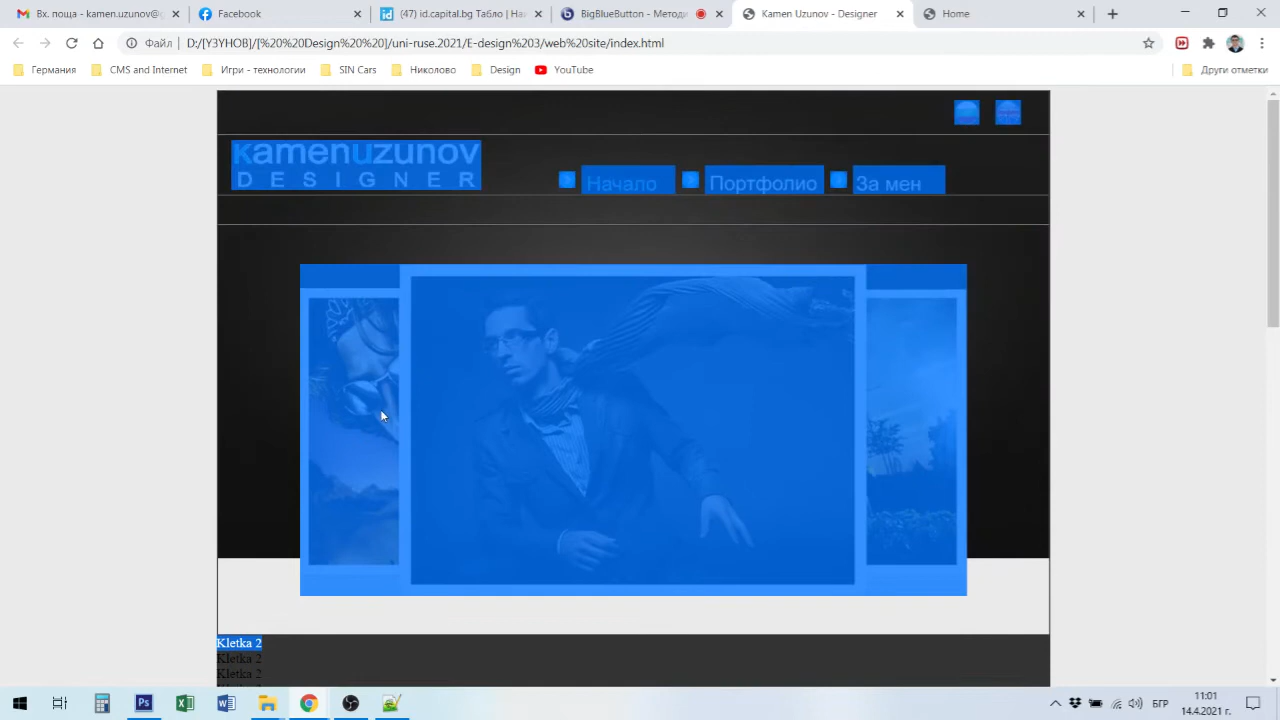 Вх. поща - kamen.uzunov@g
Facebook
(47) id.capital.bg Табло | На
BigBlueButton - Методи
Kamen Uzunov - Designer
Home
Файл
D:/[Y3YHOB]/[%20%20Design%20%20]/uni-ruse.2021/E-design%203/web%20site/index.html
Германия
CMS and Internet
Игри - технологии
SIN Cars
Николово
Design
YouTube
Други отметки
kamenuzunov
DESIGNER
Начало
Портфолио
За мен
Kletka 2
Kletka 2
Kletka 2
БГР
11:01
14.4.2021 г.